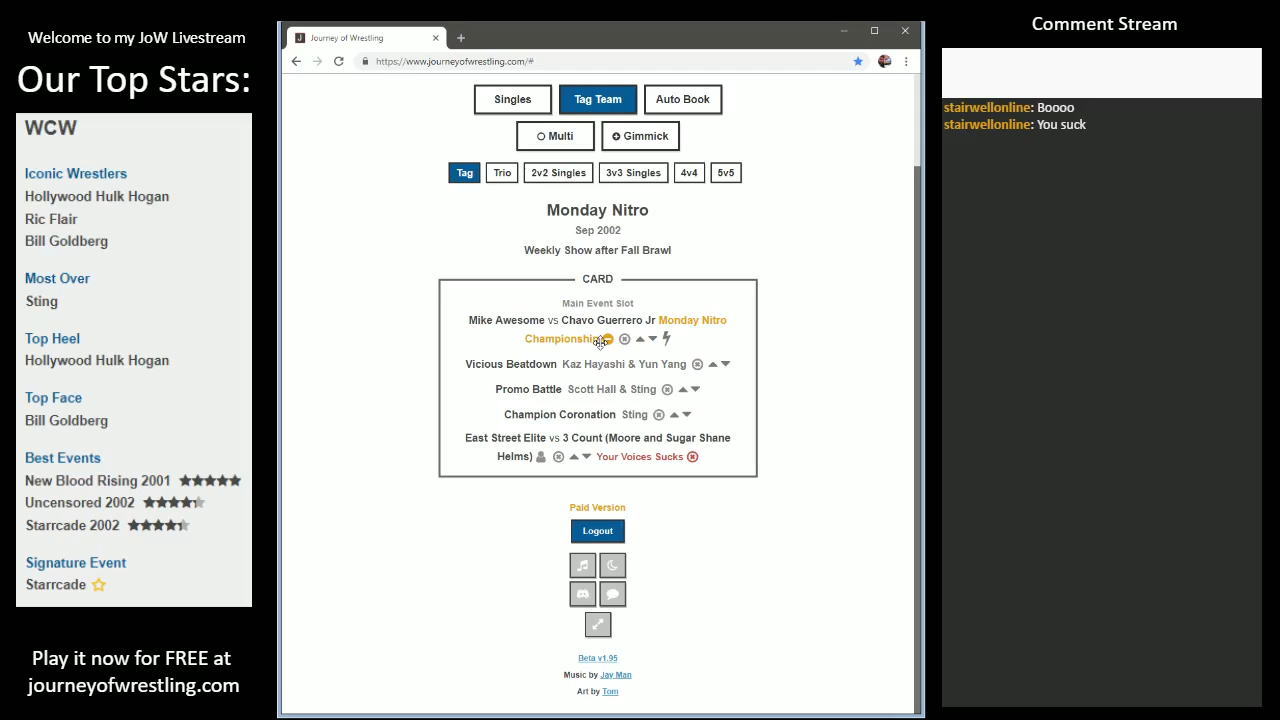 Welcome to my JoW Livestream
Our Top Stars:
WCW
Iconic Wrestlers
Hollywood Hulk Hogan
Ric Flair
Bill Goldberg
Most Over
Sting
Top Heel
Hollywood Hulk Hogan
Top Face
Bill Goldberg
Best Events
New Blood Rising 2001
Uncensored 2002
Starrcade 2002
Signature Event
Starrcade
Play it now for FREE at
journeyofwrestling.com
J Journey of Wrestling
https://www.journeyofwrestling.com/#
Singles Tag Team Auto Book
Multi Gimmick
Tag Trio 2v2 Singles 3v3 Singles 4v4 5v5
Monday Nitro
Sep 2002
Weekly Show after Fall Brawl
CARD
Main Event Slot
Mike Awesome vs Chavo Guerrero Jr Monday Nitro
Championship
Vicious Beatdown Kaz Hayashi & Yun Yang
Promo Battle Scott Hall & Sting
Champion Coronation Sting
East Street Elite vs 3 Count (Moore and Sugar Shane
Helms) Your Voices Sucks
Paid Version
Logout
Beta v1.95
Music by Jay Man
Art by Tom
Comment Stream
stairwellonline: Boooo
stairwellonline: You suck